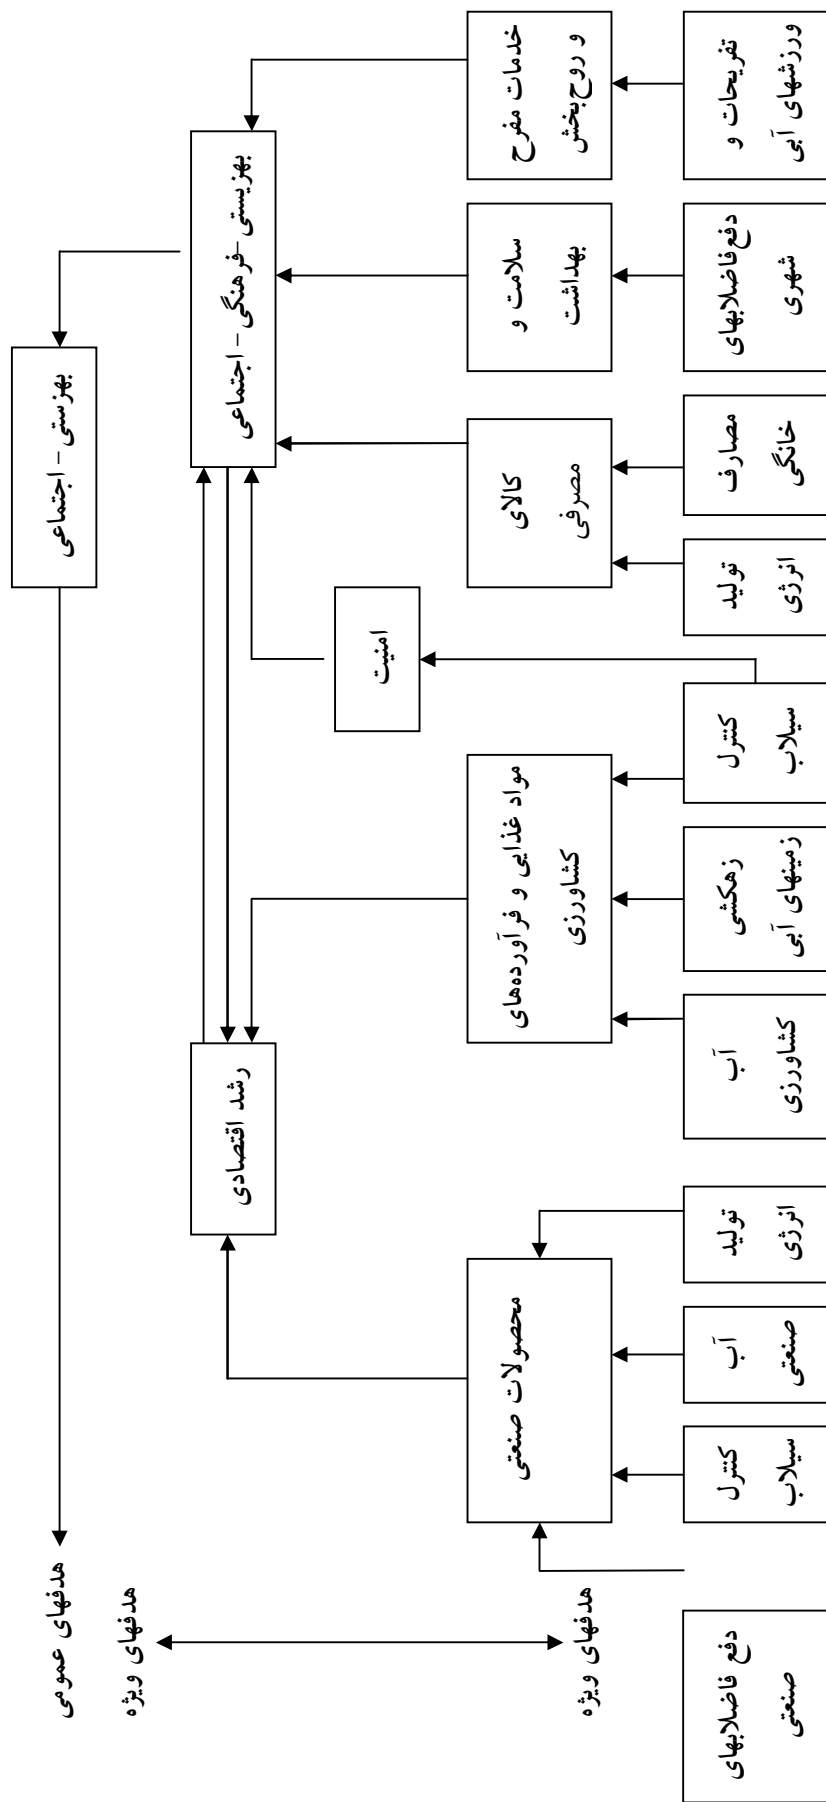 بهزستی - اجتماعی
هدفهای عمومی
بهزیستی -فرهنگی - اجتماعی
رشد اقتصادی
هدفهای ویژه
امنیت
خدمات مفرح
و روح‌بخش
سلامت و
بهداشت
کالای
مصرفی
مواد غذایی و فرآورده‌های
کشاورزی
محصولات صنعتی
هدفهای ویژه
تفریحات و
ورزشهای آبی
دفع‌فاضلابهای
شهری
مصارف
خانگی
تولید
انرژی
کنترل
سیلاب
زهکشی
زمینهای آبی
آب
کشاورزی
تولید
انرژی
آب
صنعتی
کنترل
سیلاب
دفع فاضلابهای
صنعتی